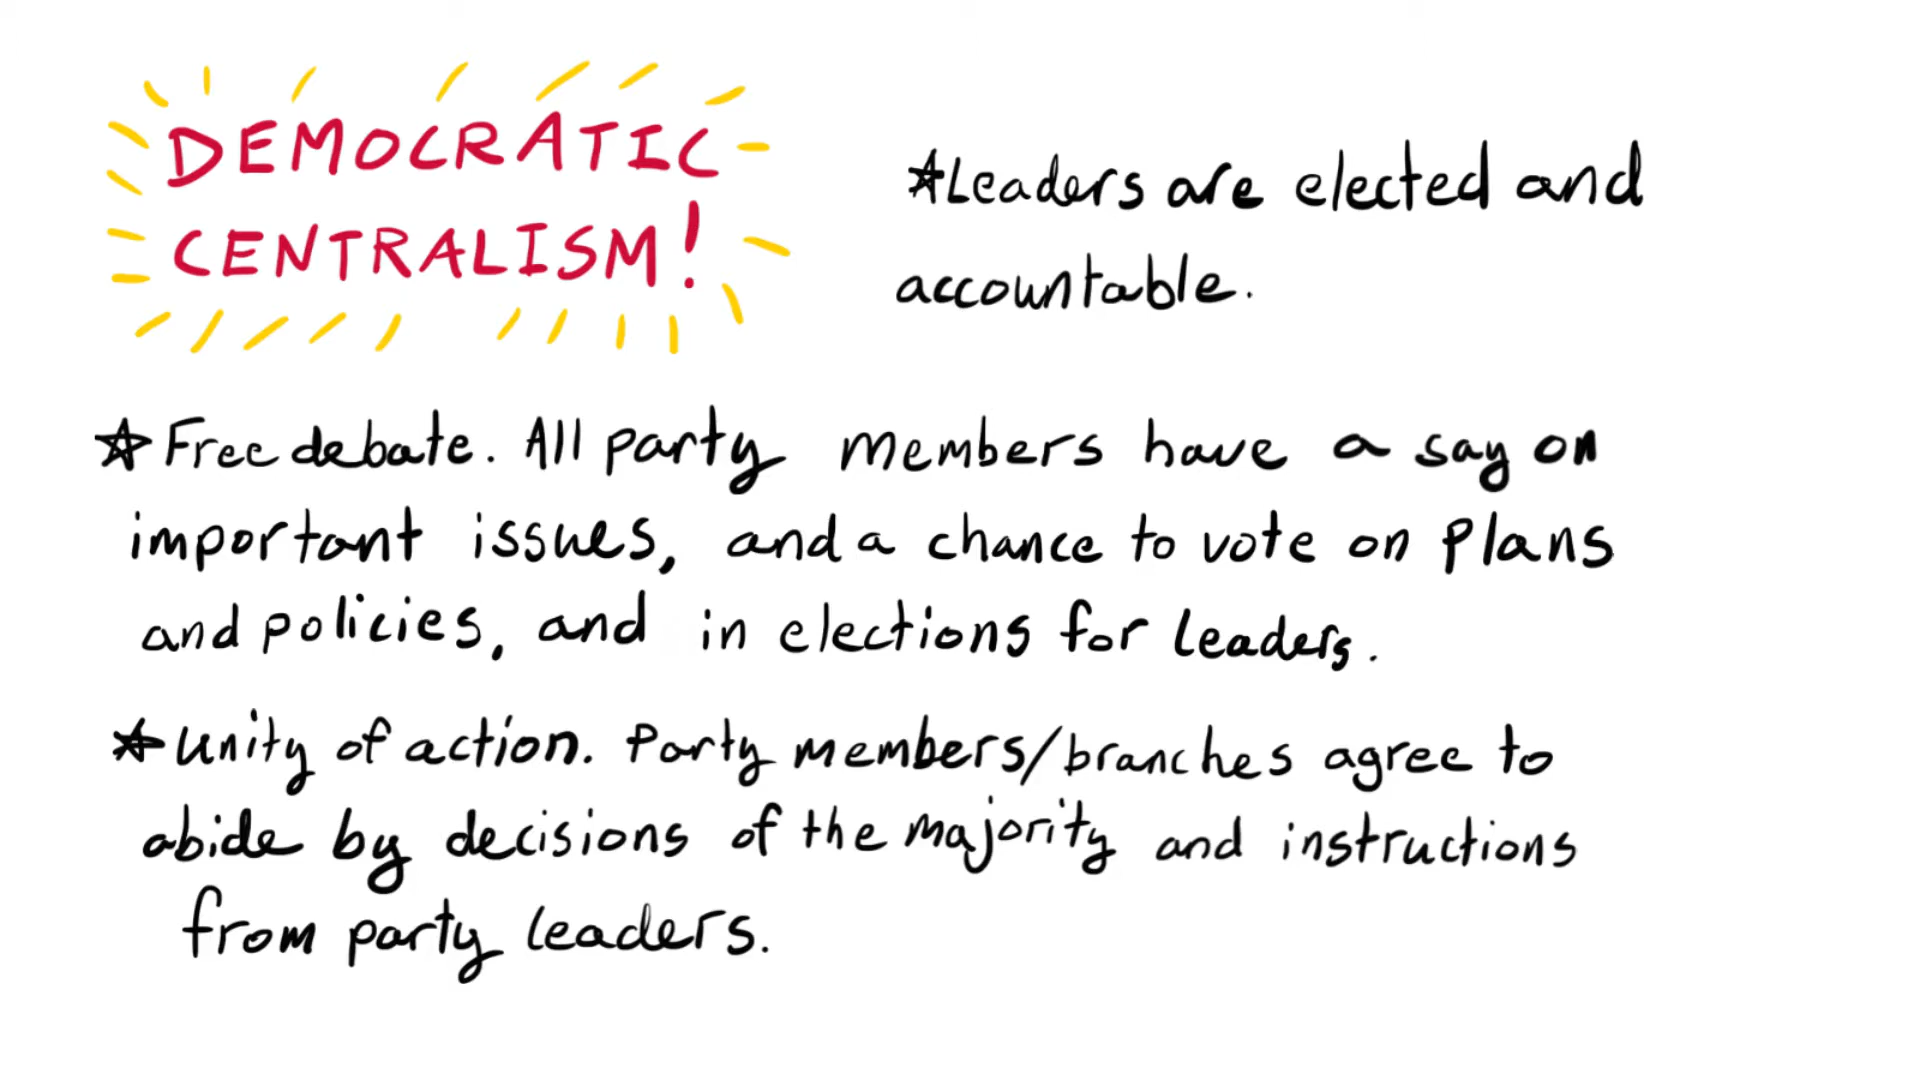 DEMOCRATIC
CENTRALISM!
*Leaders are elected and
accountable.
☆Free debate. All party members have a say on
important issues, and a chance to vote on plans
and policies, and in elections for leaders.
☆unity of action. Party members/branches agree to
abide by decisions of the majority and instructions
from party leaders.